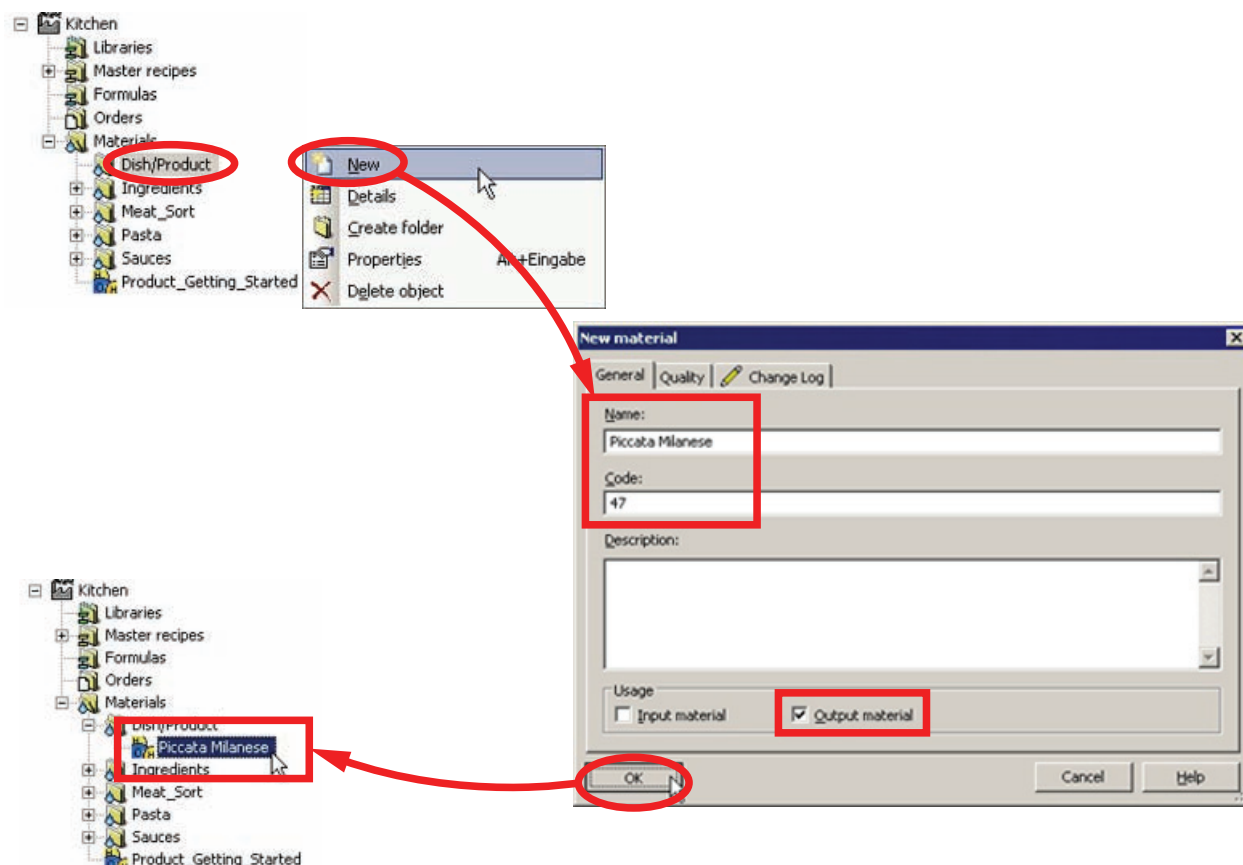 Kitchen
Libraries
Master recipes
Formulas
Orders
Materials
Dish/Product
Ingredients
Meat_Sort
Pasta
Sauces
Product_Getting_Started
New
Details
Create folder
Properties Alt+Eingabe
Delete object
New material
General Quality Change Log
Name:
Piccata Milanese
Code:
47
Description:
Usage
Input material Output material
OK Cancel Help
Kitchen
Libraries
Master recipes
Formulas
Orders
Materials
Dish/Product
Piccata Milanese
Ingredients
Meat_Sort
Pasta
Sauces
Product_Getting_Started